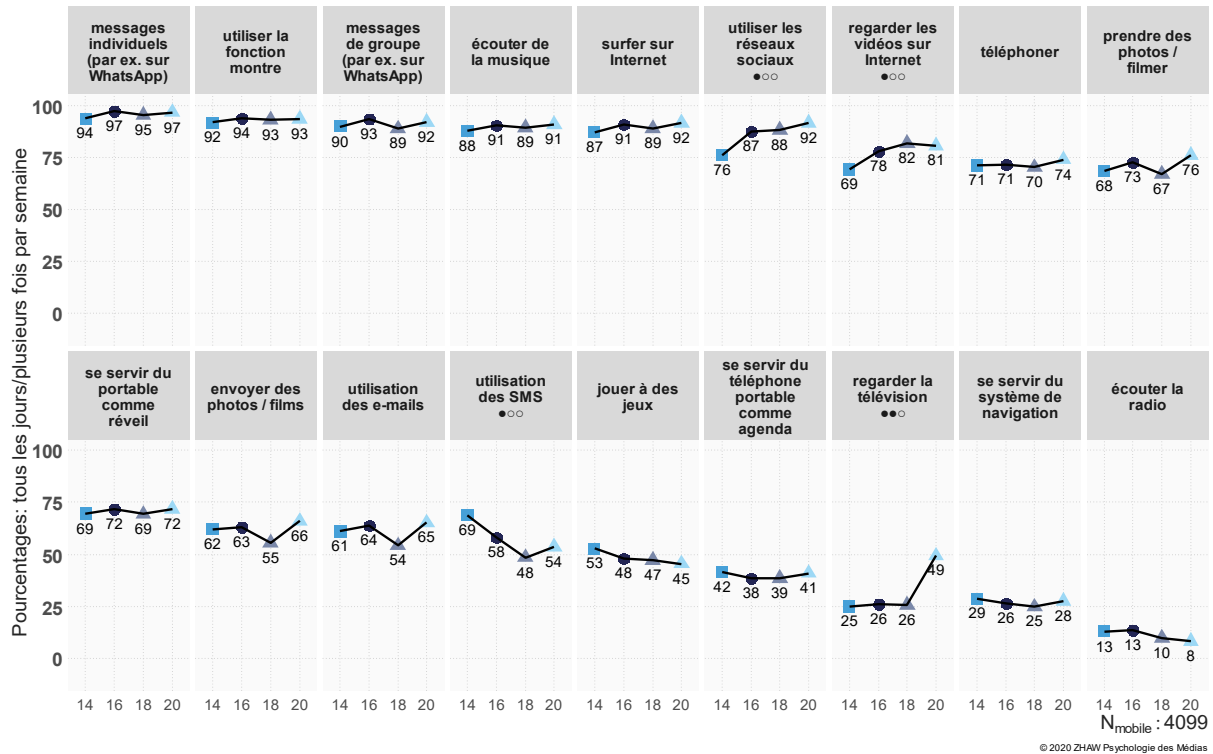 messages
individuels
(par ex. sur
WhatsApp)
utiliser la
fonction
montre
messages
de groupe
(par ex. sur
WhatsApp)
écouter de
la musique
surfer sur
Internet
utiliser les
réseaux
sociaux
●○○
regarder les
vidéos sur
Internet
●○○
téléphoner
prendre des
photos /
filmer
Pourcentages: tous les jours/plusieurs fois par semaine
100
75
50
25
0
94 97 95 97
92 94 93 93
90 93 89 92
88 91 89 91
87 91 89 92
76 87 88 92
69 78 82 81
71 71 70 74
68 73 67 76
se servir du
portable
comme
réveil
envoyer des
photos / films
utilisation
des e-mails
utilisation
des SMS
●○○
jouer à des
jeux
se servir du
téléphone
portable
comme
agenda
regarder la
télévision
●●○
se servir du
système de
navigation
écouter la
radio
100
75
50
25
0
69 72 69 72
62 63 55 66
61 64 54 65
69 58 48 54
53 48 47 45
42 38 39 41
25 26 26 49
29 26 25 28
13 13 10 8
14 16 18 20
14 16 18 20
14 16 18 20
14 16 18 20
14 16 18 20
14 16 18 20
14 16 18 20
14 16 18 20
14 16 18 20
Nmobile : 4099
© 2020 ZHAW Psychologie des Médias